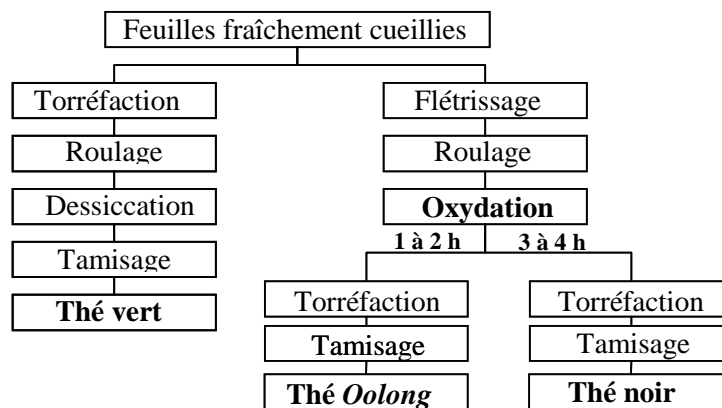 Feuilles fraîchement cueillies
Torréfaction
Roulage
Dessiccation
Tamisage
Thé vert
Flétrissage
Roulage
Oxydation
1 à 2 h
3 à 4 h
Torréfaction
Tamisage
Thé Oolong
Torréfaction
Tamisage
Thé noir